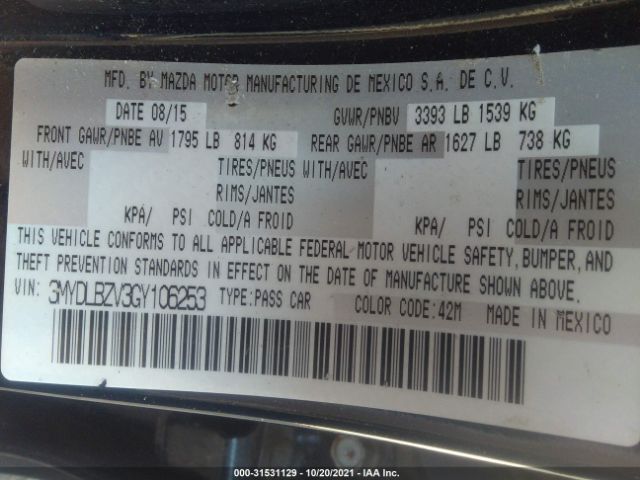 MFD. BY MAZDA MOTOR MANUFACTURING DE MEXICO S.A. DE C.V.
DATE 08/15 GVWR/PNBV 3393 LB 1539 KG
FRONT GAWR/PNBE AV 1795 LB 814 KG REAR GAWR/PNBE AR 1627 LB 738 KG
WITH/AVEC TIRES/PNEUS WITH/AVEC TIRES/PNEUS
RIMS/JANTES RIMS/JANTES
KPA/ PSI COLD/A FROID KPA/ PSI COLD/A FROID
THIS VEHICLE CONFORMS TO ALL APPLICABLE FEDERAL MOTOR VEHICLE SAFETY, BUMPER, AND
THEFT PREVENTION STANDARDS IN EFFECT ON THE DATE OF MANUFACTURE SHOWN ABOVE.
VIN: 3MYDLBZV3GY106253 TYPE: PASS CAR COLOR CODE: 42M MADE IN MEXICO
000-31531129 - 10/20/2021 - IAA Inc.